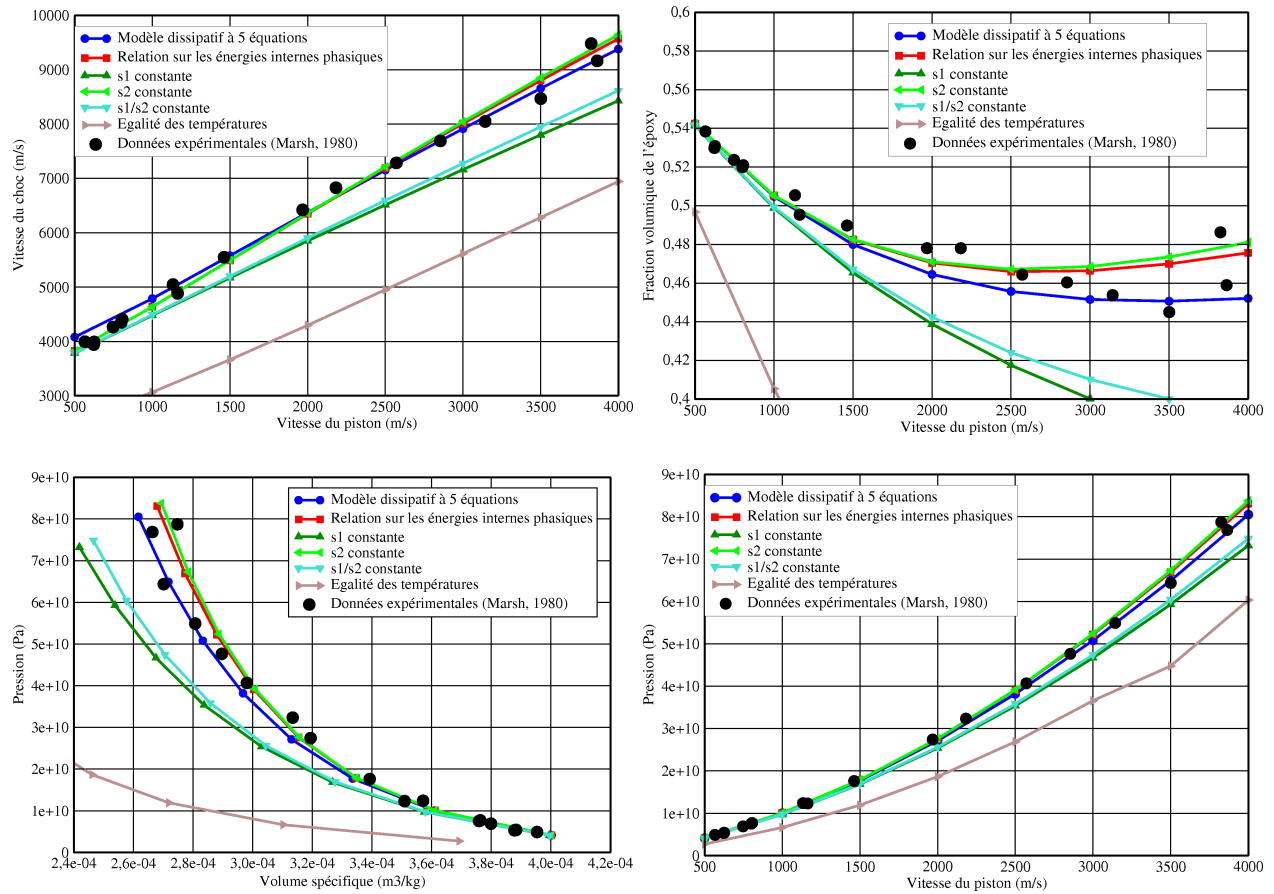 10000
9000
8000
7000
6000
5000
4000
3000
Vitesse du choc (m/s)
Modèle dissipatif à 5 équations
Relation sur les énergies internes phasiques
s1 constante
s2 constante
s1/s2 constante
Egalité des températures
Données expérimentales (Marsh, 1980)
500 1000 1500 2000 2500 3000 3500 4000
Vitesse du piston (m/s)
0,6
0,58
0,56
0,54
0,52
0,5
0,48
0,46
0,44
0,42
0,4
Fraction volumique de l'époxy
Modèle dissipatif à 5 équations
Relation sur les énergies internes phasiques
s1 constante
s2 constante
s1/s2 constante
Egalité des températures
Données expérimentales (Marsh, 1980)
500 1000 1500 2000 2500 3000 3500 4000
Vitesse du piston (m/s)
9e+10
8e+10
7e+10
6e+10
5e+10
4e+10
3e+10
2e+10
1e+10
0
Pression (Pa)
Modèle dissipatif à 5 équations
Relation sur les énergies internes phasiques
s1 constante
s2 constante
s1/s2 constante
Egalité des températures
Données expérimentales (Marsh, 1980)
2,4e-04 2,6e-04 2,8e-04 3,0e-04 3,2e-04 3,4e-04 3,6e-04 3,8e-04 4,0e-04 4,2e-04
Volume spécifique (m3/kg)
9e+10
8e+10
7e+10
6e+10
5e+10
4e+10
3e+10
2e+10
1e+10
0
Pression (Pa)
Modèle dissipatif à 5 équations
Relation sur les énergies internes phasiques
s1 constante
s2 constante
s1/s2 constante
Egalité des températures
Données expérimentales (Marsh, 1980)
500 1000 1500 2000 2500 3000 3500 4000
Vitesse du piston (m/s)